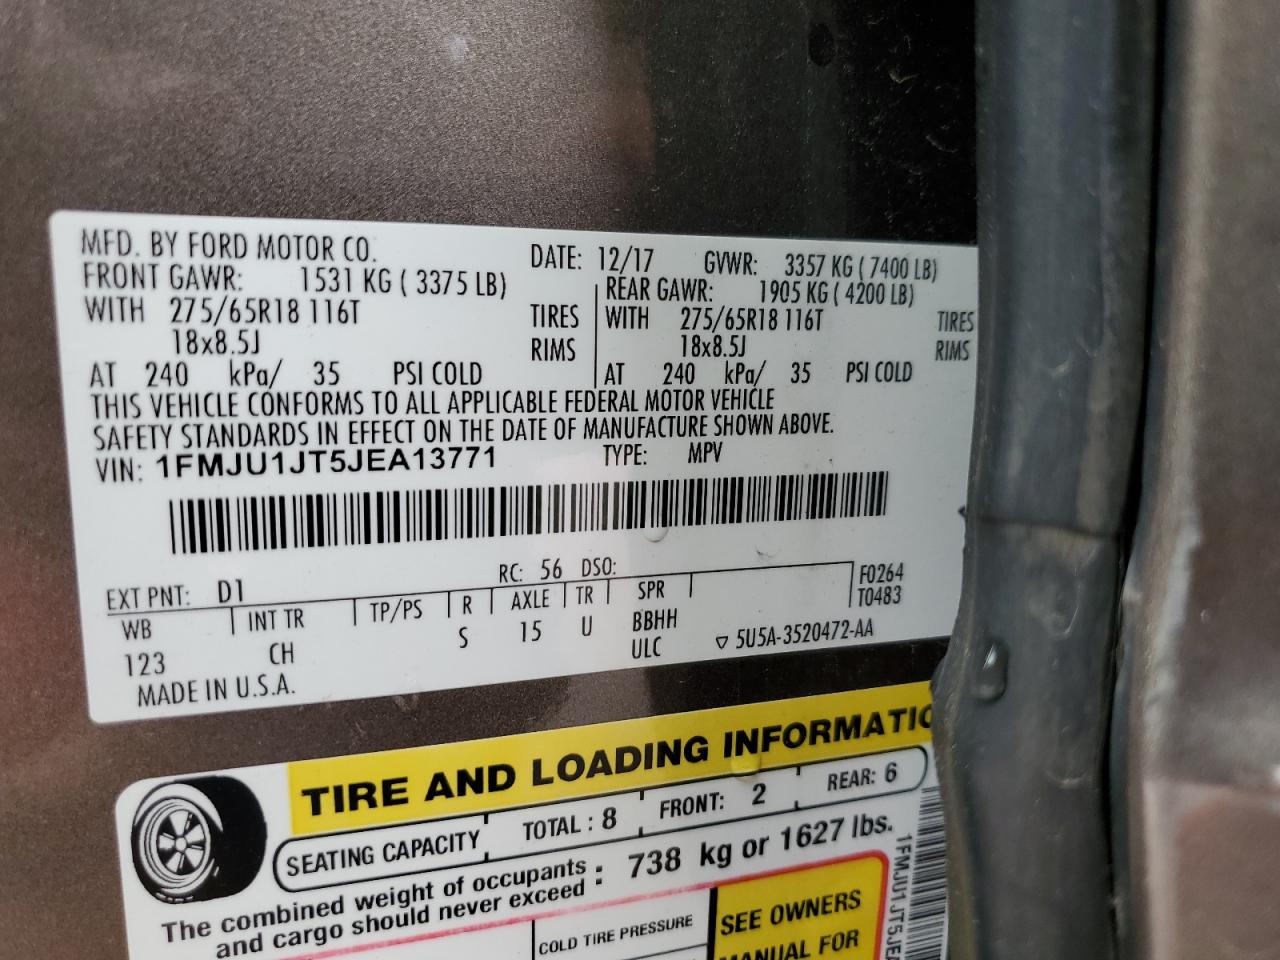 MFD. BY FORD MOTOR CO. DATE: 12/17 GVWR: 3357 KG ( 7400 LB)
FRONT GAWR: 1531 KG ( 3375 LB) REAR GAWR: 1905 KG ( 4200 LB)
WITH 275/65R18 116T TIRES WITH 275/65R18 116T TIRES
18x8.5J RIMS 18x8.5J RIMS
AT 240 kPa/ 35 PSI COLD AT 240 kPa/ 35 PSI COLD
THIS VEHICLE CONFORMS TO ALL APPLICABLE FEDERAL MOTOR VEHICLE
SAFETY STANDARDS IN EFFECT ON THE DATE OF MANUFACTURE SHOWN ABOVE.
VIN: 1FMJU1JT5JEA13771 TYPE: MPV
EXT PNT: D1 RC: 56 DSO: F0264
WB INT TR TP/PS R AXLE TR SPR T0483
123 CH S 15 U BBHH
ULC ▽ 5U5A-3520472-AA
MADE IN U.S.A.
TIRE AND LOADING INFORMATIO
SEATING CAPACITY TOTAL : 8 FRONT: 2 REAR: 6
The combined weight of occupants
and cargo should never exceed : 738 kg or 1627 lbs.
COLD TIRE PRESSURE
SEE OWNERS
MANUAL FOR
1FMJU1JT5JEA